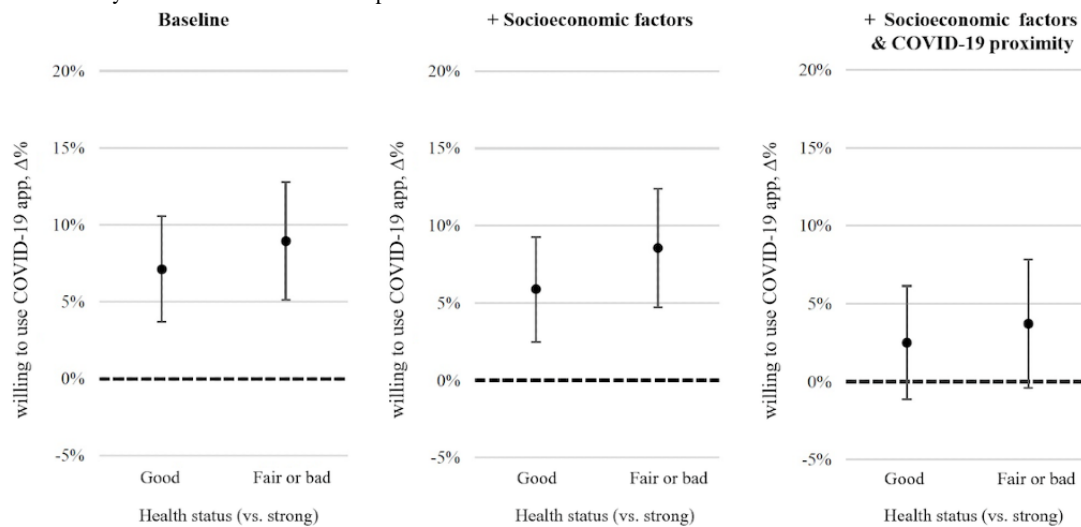 Baseline
20%
15%
10%
5%
0%
-5%
willing to use COVID-19 app, Δ%
Good Fair or bad
Health status (vs. strong)
+ Socioeconomic factors
20%
15%
10%
5%
0%
-5%
willing to use COVID-19 app, Δ%
Good Fair or bad
Health status (vs. strong)
+ Socioeconomic factors
& COVID-19 proximity
20%
15%
10%
5%
0%
-5%
willing to use COVID-19 app, Δ%
Good Fair or bad
Health status (vs. strong)